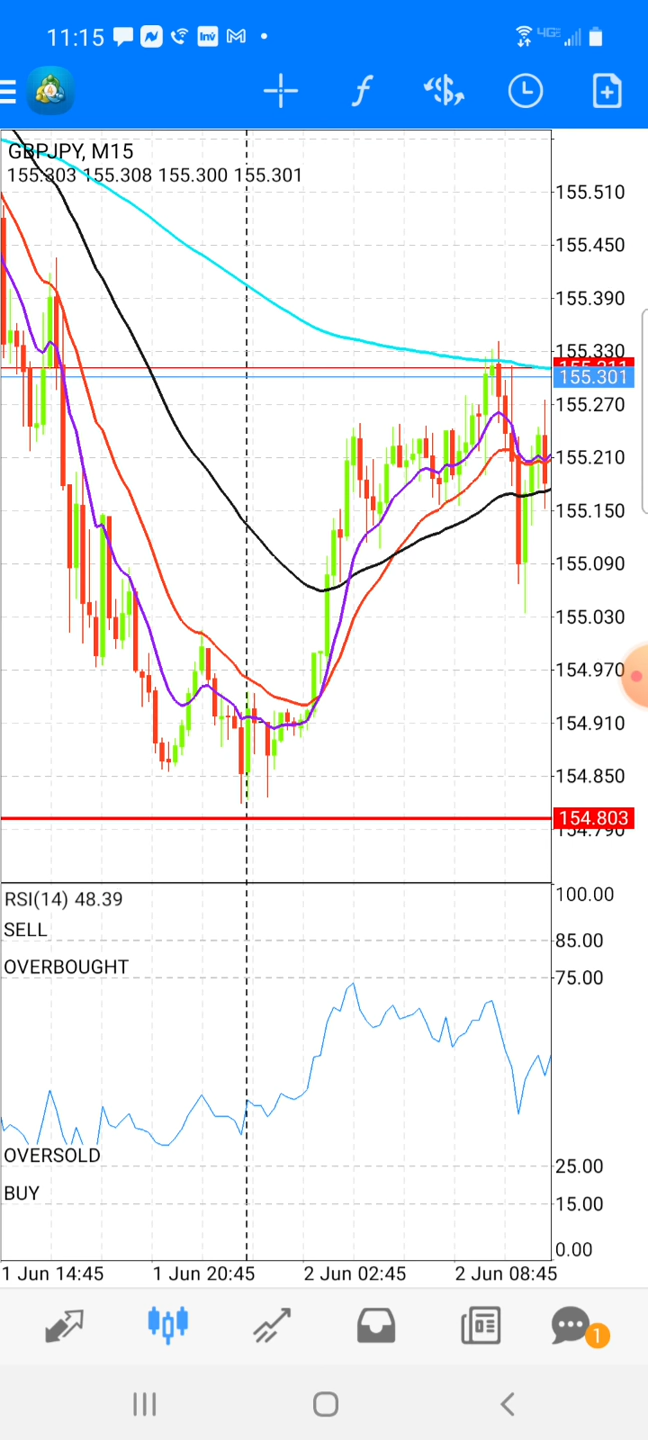 11:15
4GE
GBPJPY, M15
155.303 155.308 155.300 155.301
155.510
155.450
155.390
155.330
155.301
155.270
155.210
155.150
155.090
155.030
154.970
154.910
154.850
154.803
154.790
RSI(14) 48.39
100.00
SELL
85.00
OVERBOUGHT
75.00
OVERSOLD
25.00
BUY
15.00
0.00
1 Jun 14:45
1 Jun 20:45
2 Jun 02:45
2 Jun 08:45
1